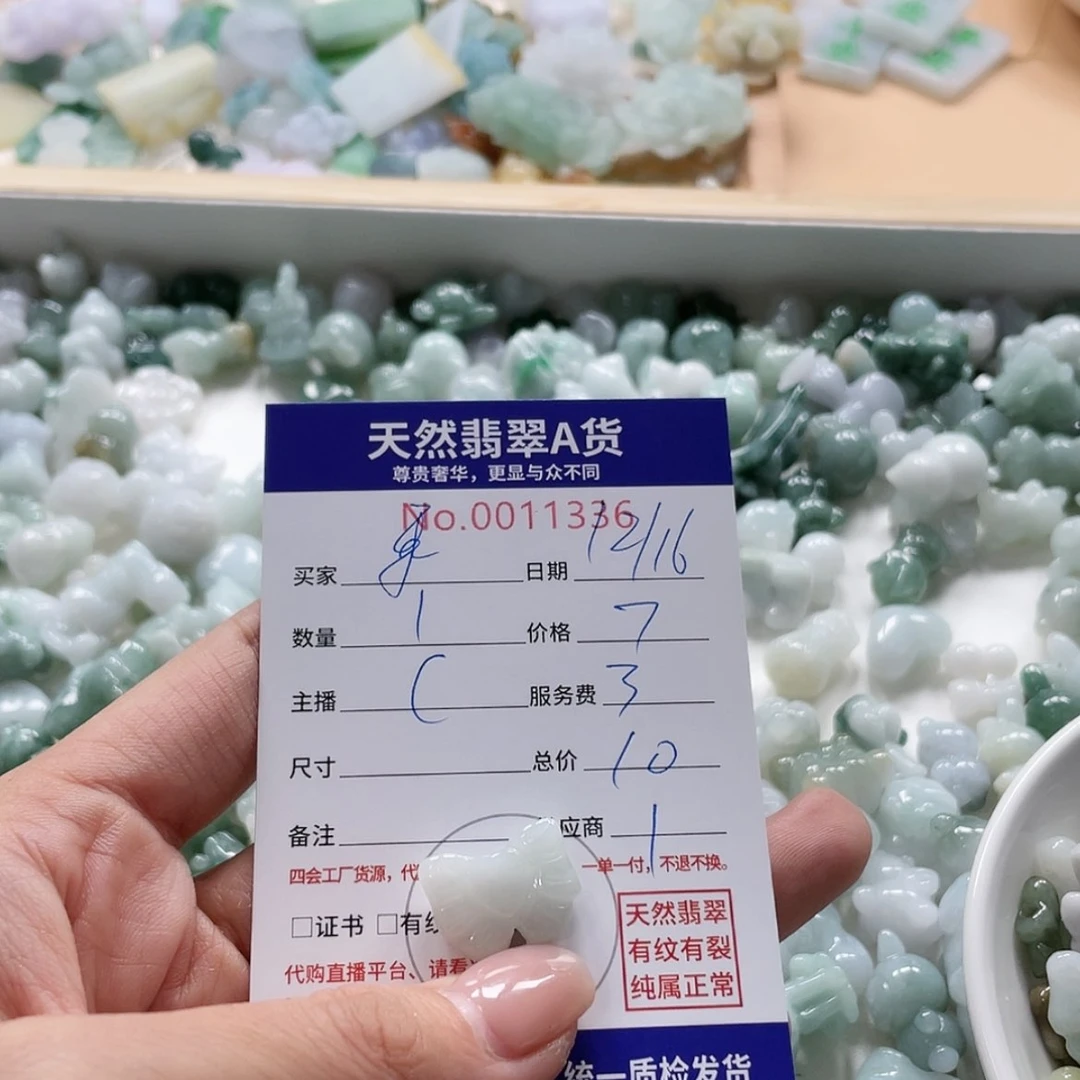 天然翡翠A货
尊贵奢华，更显与众不同
No.0011336
买家 日期 12/16
数量 1 价格 7
主播 服务费 3
尺寸 总价 10
备注 应商 1
四会工厂货源，代 一单一付，不退不换。
□证书 □有纹
天然翡翠
有纹有裂
纯属正常
代购直播平台、请看
统一质检发货